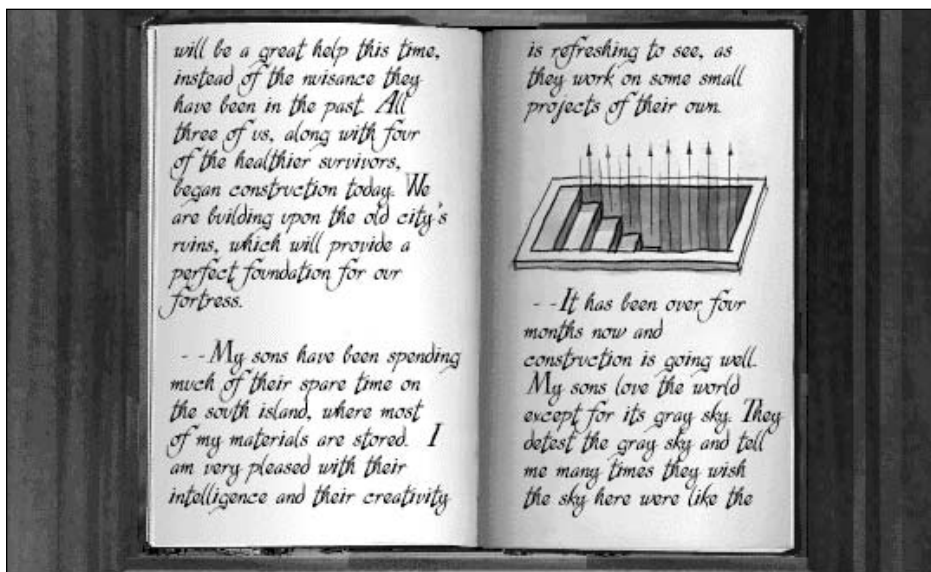 will be a great help this time,
instead of the nuisance they
have been in the past. All
three of us, along with four
of the healthier survivors,
began construction today. We
are building upon the old city's
ruins, which will provide a
perfect foundation for our
fortress.
--My sons have been spending
much of their spare time on
the south island, where most
of my materials are stored. I
am very pleased with their
intelligence and their creativity
is refreshing to see, as
they work on some small
projects of their own.
--It has been over four
months now and
construction is going well.
My sons love the world
except for its gray sky. They
detest the gray sky and tell
me many times they wish
the sky here were like the